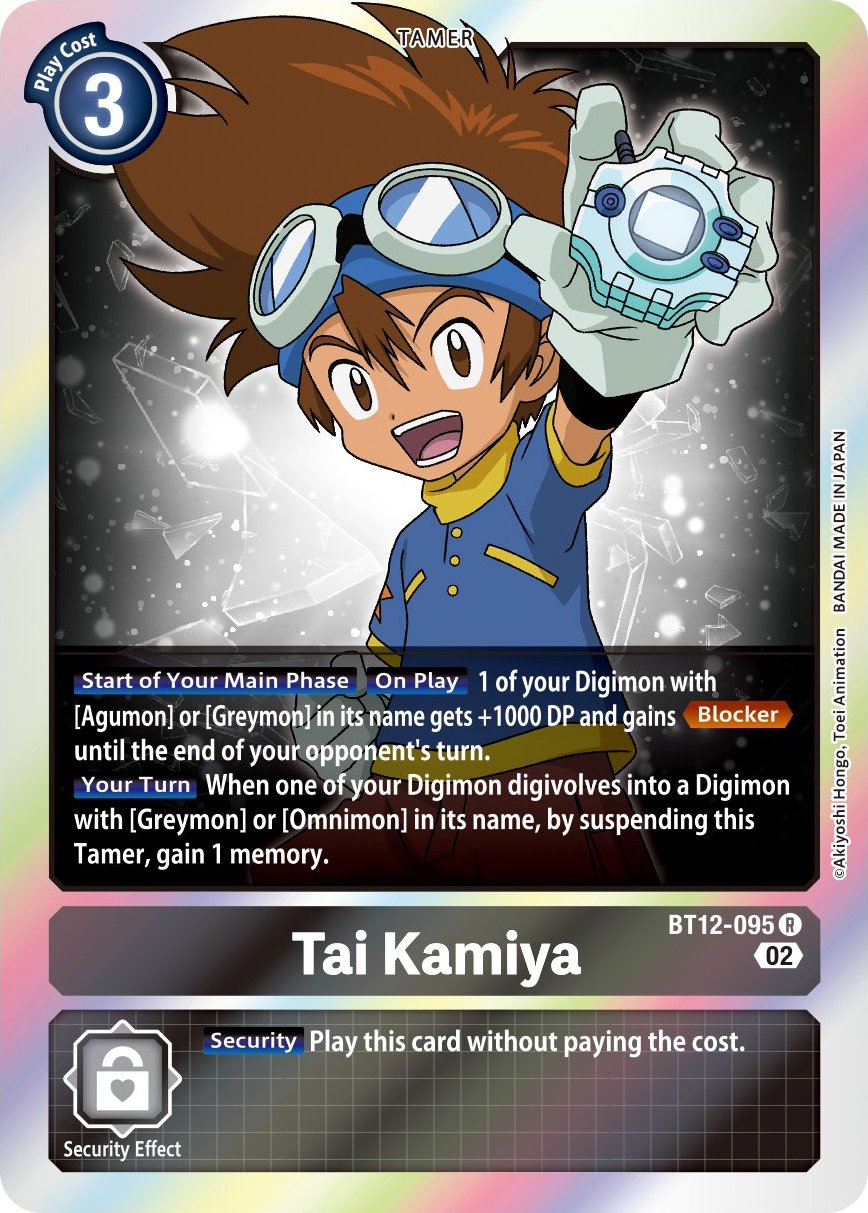 TAMER
Play Cost
3
Start of Your Main Phase On Play 1 of your Digimon with
[Agumon] or [Greymon] in its name gets +1000 DP and gains Blocker
until the end of your opponent's turn.
Your Turn When one of your Digimon digivolves into a Digimon
with [Greymon] or [Omnimon] in its name, by suspending this
Tamer, gain 1 memory.
©Akiyoshi Hongo, Toei Animation BANDAI MADE IN JAPAN
BT12-095 R
Tai Kamiya
02
Security Play this card without paying the cost.
Security Effect